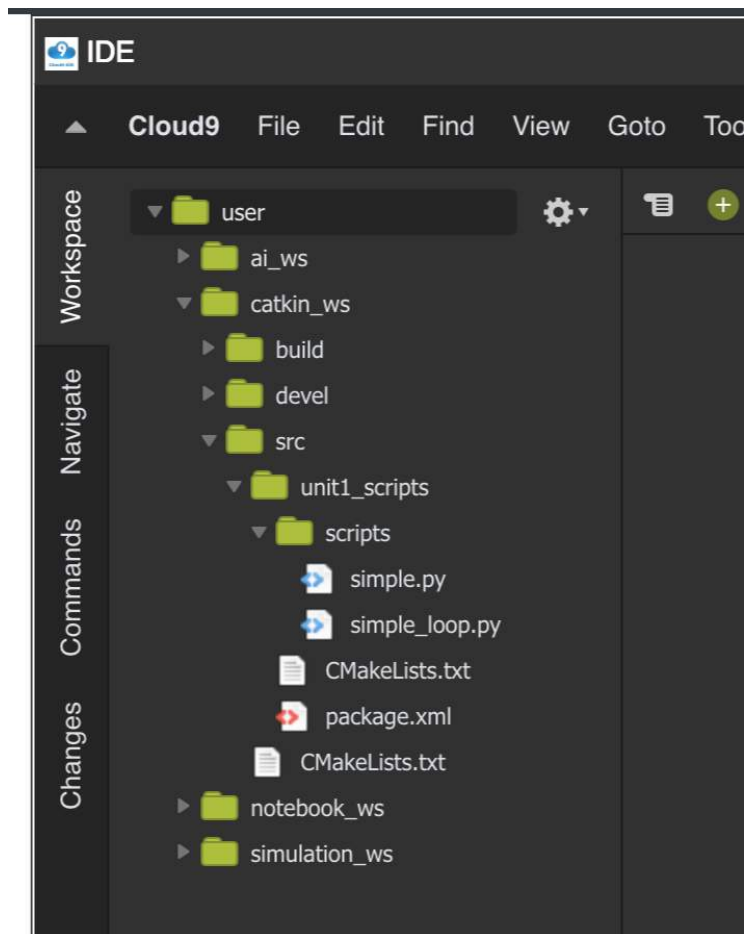 IDE
Cloud9 File Edit Find View Goto Too
Workspace
Navigate
Commands
Changes
user
ai_ws
catkin_ws
build
devel
src
unit1_scripts
scripts
simple.py
simple_loop.py
CMakeLists.txt
package.xml
CMakeLists.txt
notebook_ws
simulation_ws